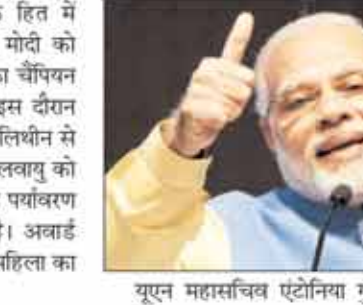 हित में
मोदी को
चैंपियन
इस दौरान
लिथीन से
लवायु को
पर्यावरण
। अवार्ड
महिला का
यूएन महासचिव एंटोनियो